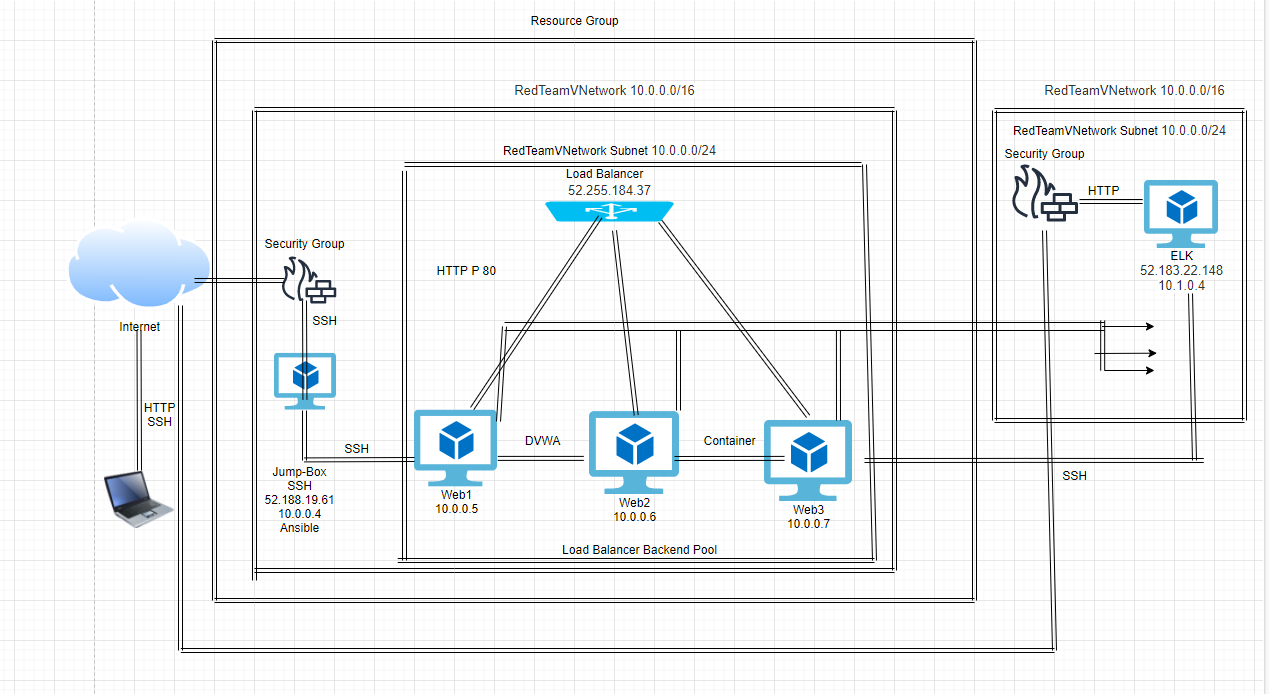 Resource Group
RedTeamVNetwork 10.0.0.0/16
RedTeamVNetwork 10.0.0.0/16
RedTeamVNetwork Subnet 10.0.0.0/24
RedTeamVNetwork Subnet 10.0.0.0/24
Security Group
HTTP
ELK
52.183.22.148
10.1.0.4
Load Balancer
52.255.184.37
HTTP P 80
Security Group
SSH
Internet
HTTP
SSH
SSH
Jump-Box
SSH
52.188.19.61
10.0.0.4
Ansible
DVWA
Container
Web1
10.0.0.5
Web2
10.0.0.6
Web3
10.0.0.7
SSH
Load Balancer Backend Pool